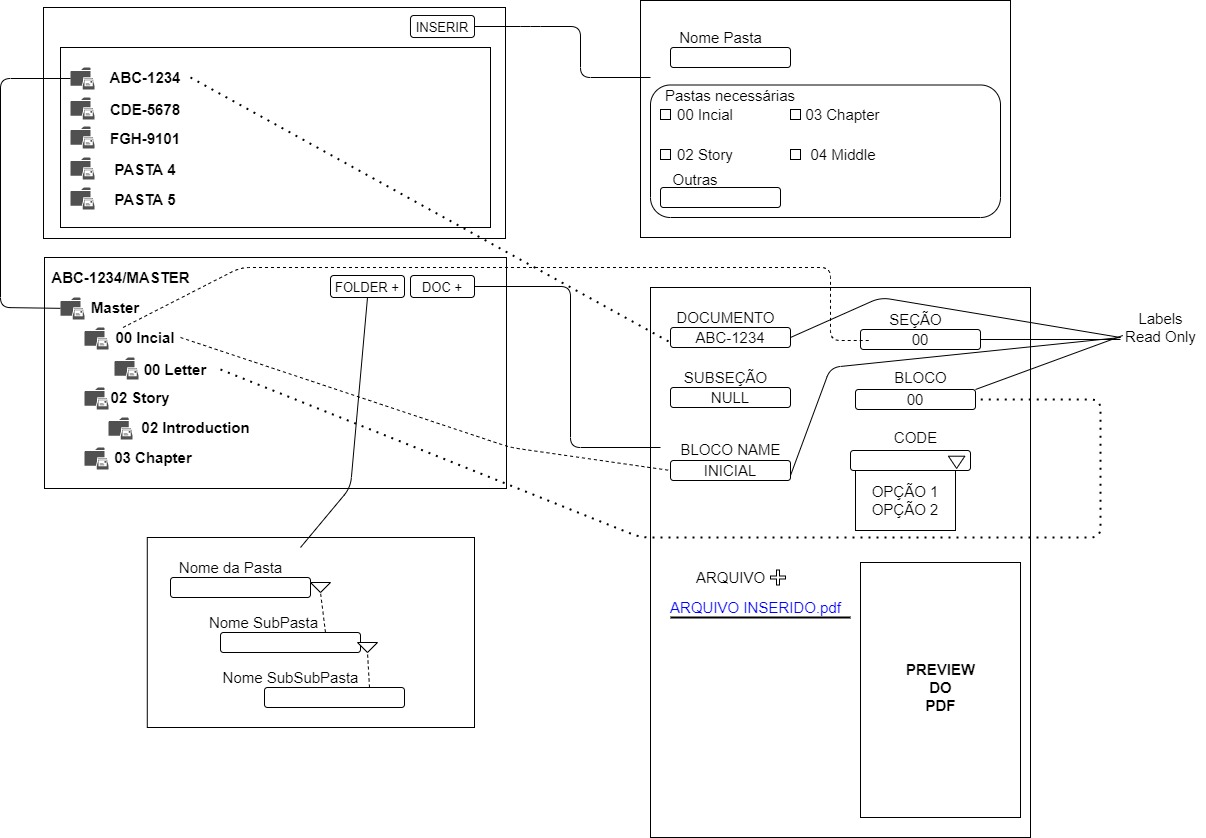 INSERIR
ABC-1234
CDE-5678
FGH-9101
PASTA 4
PASTA 5
Nome Pasta
Pastas necessárias
00 Incial
03 Chapter
02 Story
04 Middle
Outras
ABC-1234/MASTER
FOLDER +
DOC +
Master
00 Incial
00 Letter
02 Story
02 Introduction
03 Chapter
Nome da Pasta
Nome SubPasta
Nome SubSubPasta
DOCUMENTO
ABC-1234
SEÇÃO
00
SUBSEÇÃO
NULL
BLOCO
00
BLOCO NAME
INICIAL
CODE
OPÇÃO 1
OPÇÃO 2
ARQUIVO
ARQUIVO INSERIDO.pdf
PREVIEW
DO
PDF
Labels
Read Only